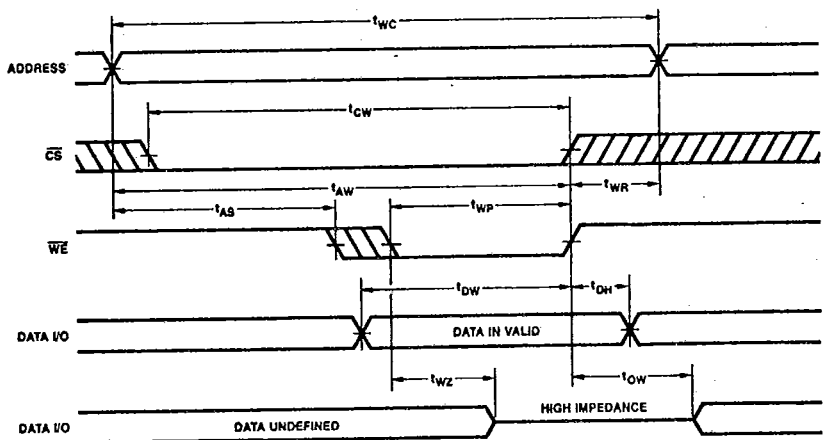 tWC
ADDRESS
tCW
CS
tAW
tWR
tAS
tWP
WE
tDW
tDH
DATA I/O
DATA IN VALID
tWZ
tOW
HIGH IMPEDANCE
DATA I/O
DATA UNDEFINED